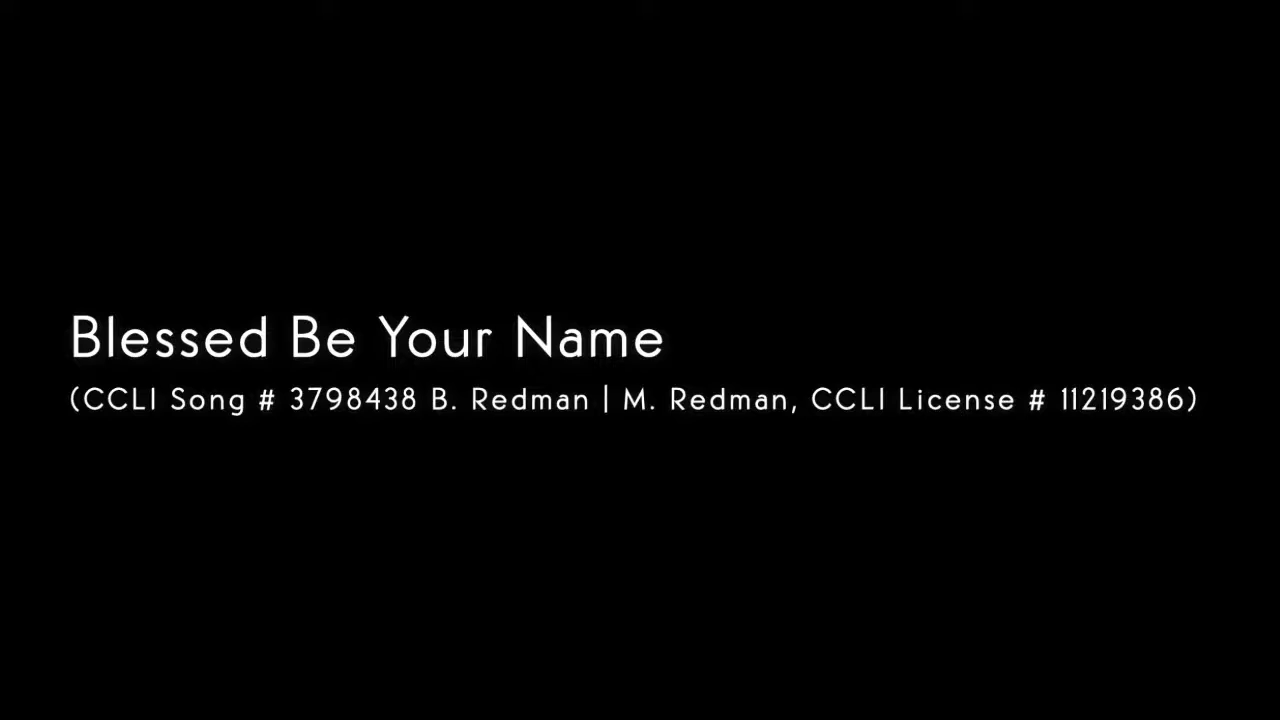 Blessed Be Your Name
(CCLI Song # 3798438 B. Redman | M. Redman, CCLI License # 11219386)